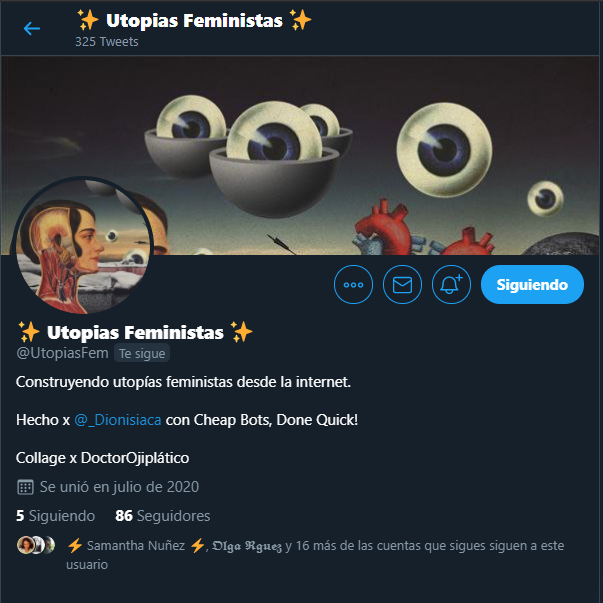 ✨ Utopias Feministas ✨
325 Tweets
Siguiendo
✨ Utopias Feministas ✨
@UtopiasFem Te sigue
Construyendo utopías feministas desde la internet.
Hecho x @_Dionisiaca con Cheap Bots, Done Quick!
Collage x DoctorOjiplático
Se unió en julio de 2020
5 Siguiendo 86 Seguidores
⚡ Samantha Nuñez ⚡, 𝕺𝖑𝖌𝖆 𝕽𝖌𝖚𝖊𝖟 y 16 más de las cuentas que sigues siguen a este
usuario